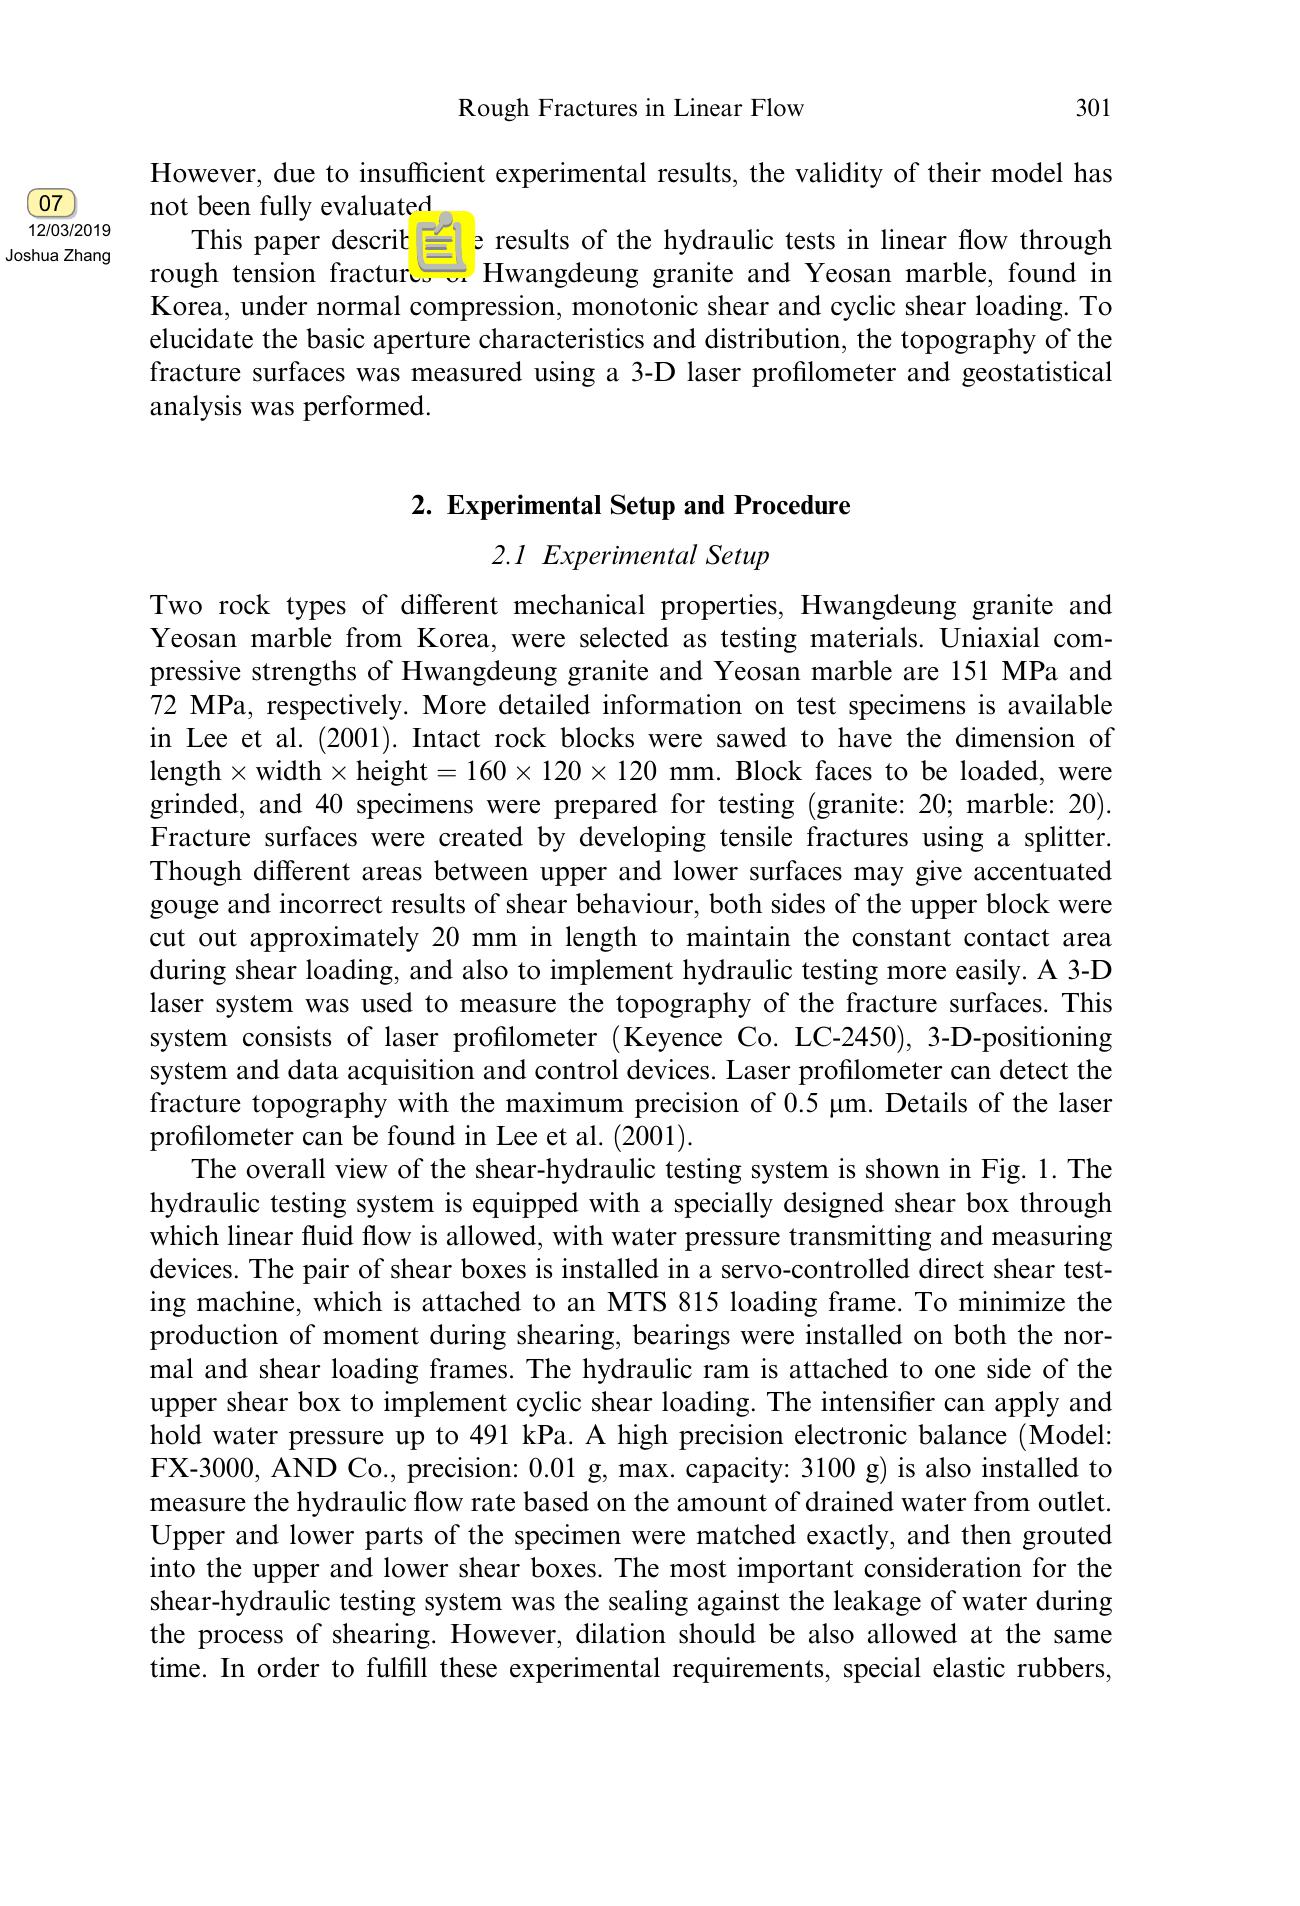 Rough Fractures in Linear Flow 301
However, due to insufficient experimental results, the validity of their model has
not been fully evaluated
07
12/03/2019
Joshua Zhang
This paper results of the hydraulic tests in linear flow through
rough tension Hwangdeung granite and Yeosan marble, found in
Korea, under normal compression, monotonic shear and cyclic shear loading. To
elucidate the basic aperture characteristics and distribution, the topography of the
fracture surfaces was measured using a 3-D laser profilometer and geostatistical
analysis was performed.
2. Experimental Setup and Procedure
2.1 Experimental Setup
Two rock types of different mechanical properties, Hwangdeung granite and
Yeosan marble from Korea, were selected as testing materials. Uniaxial com-
pressive strengths of Hwangdeung granite and Yeosan marble are 151 MPa and
72 MPa, respectively. More detailed information on test specimens is available
in Lee et al. (2001). Intact rock blocks were sawed to have the dimension of
length × width × height = 160 × 120 × 120 mm. Block faces to be loaded, were
grinded, and 40 specimens were prepared for testing (granite: 20; marble: 20).
Fracture surfaces were created by developing tensile fractures using a splitter.
Though different areas between upper and lower surfaces may give accentuated
gouge and incorrect results of shear behaviour, both sides of the upper block were
cut out approximately 20 mm in length to maintain the constant contact area
during shear loading, and also to implement hydraulic testing more easily. A 3-D
laser system was used to measure the topography of the fracture surfaces. This
system consists of laser profilometer (Keyence Co. LC-2450), 3-D-positioning
system and data acquisition and control devices. Laser profilometer can detect the
fracture topography with the maximum precision of 0.5 μm. Details of the laser
profilometer can be found in Lee et al. (2001).
The overall view of the shear-hydraulic testing system is shown in Fig. 1. The
hydraulic testing system is equipped with a specially designed shear box through
which linear fluid flow is allowed, with water pressure transmitting and measuring
devices. The pair of shear boxes is installed in a servo-controlled direct shear test-
ing machine, which is attached to an MTS 815 loading frame. To minimize the
production of moment during shearing, bearings were installed on both the nor-
mal and shear loading frames. The hydraulic ram is attached to one side of the
upper shear box to implement cyclic shear loading. The intensifier can apply and
hold water pressure up to 491 kPa. A high precision electronic balance (Model:
FX-3000, AND Co., precision: 0.01 g, max. capacity: 3100 g) is also installed to
measure the hydraulic flow rate based on the amount of drained water from outlet.
Upper and lower parts of the specimen were matched exactly, and then grouted
into the upper and lower shear boxes. The most important consideration for the
shear-hydraulic testing system was the sealing against the leakage of water during
the process of shearing. However, dilation should be also allowed at the same
time. In order to fulfill these experimental requirements, special elastic rubbers,